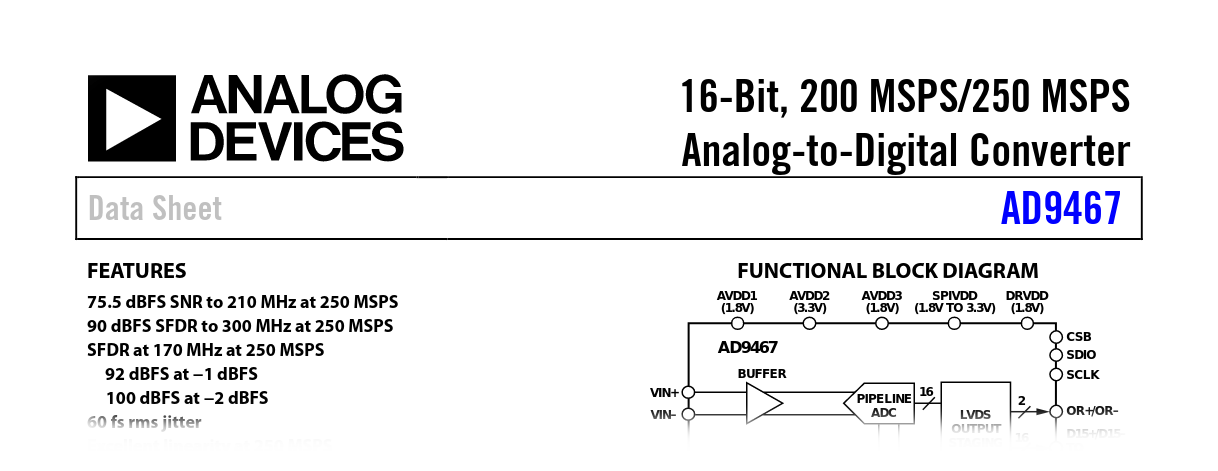 ANALOG
DEVICES
16-Bit, 200 MSPS/250 MSPS
Analog-to-Digital Converter
Data Sheet
AD9467
FEATURES
75.5 dBFS SNR to 210 MHz at 250 MSPS
90 dBFS SFDR to 300 MHz at 250 MSPS
SFDR at 170 MHz at 250 MSPS
92 dBFS at −1 dBFS
100 dBFS at −2 dBFS
60 fs rms jitter
FUNCTIONAL BLOCK DIAGRAM
AVDD1 AVDD2 AVDD3 SPIVDD DRVDD
(1.8V) (3.3V) (1.8V) (1.8V TO 3.3V) (1.8V)
AD9467
CSB
SDIO
SCLK
BUFFER
VIN+
VIN–
PIPELINE
ADC
16
LVDS
OUTPUT
2
OR+/OR–
16
D15+/D15–